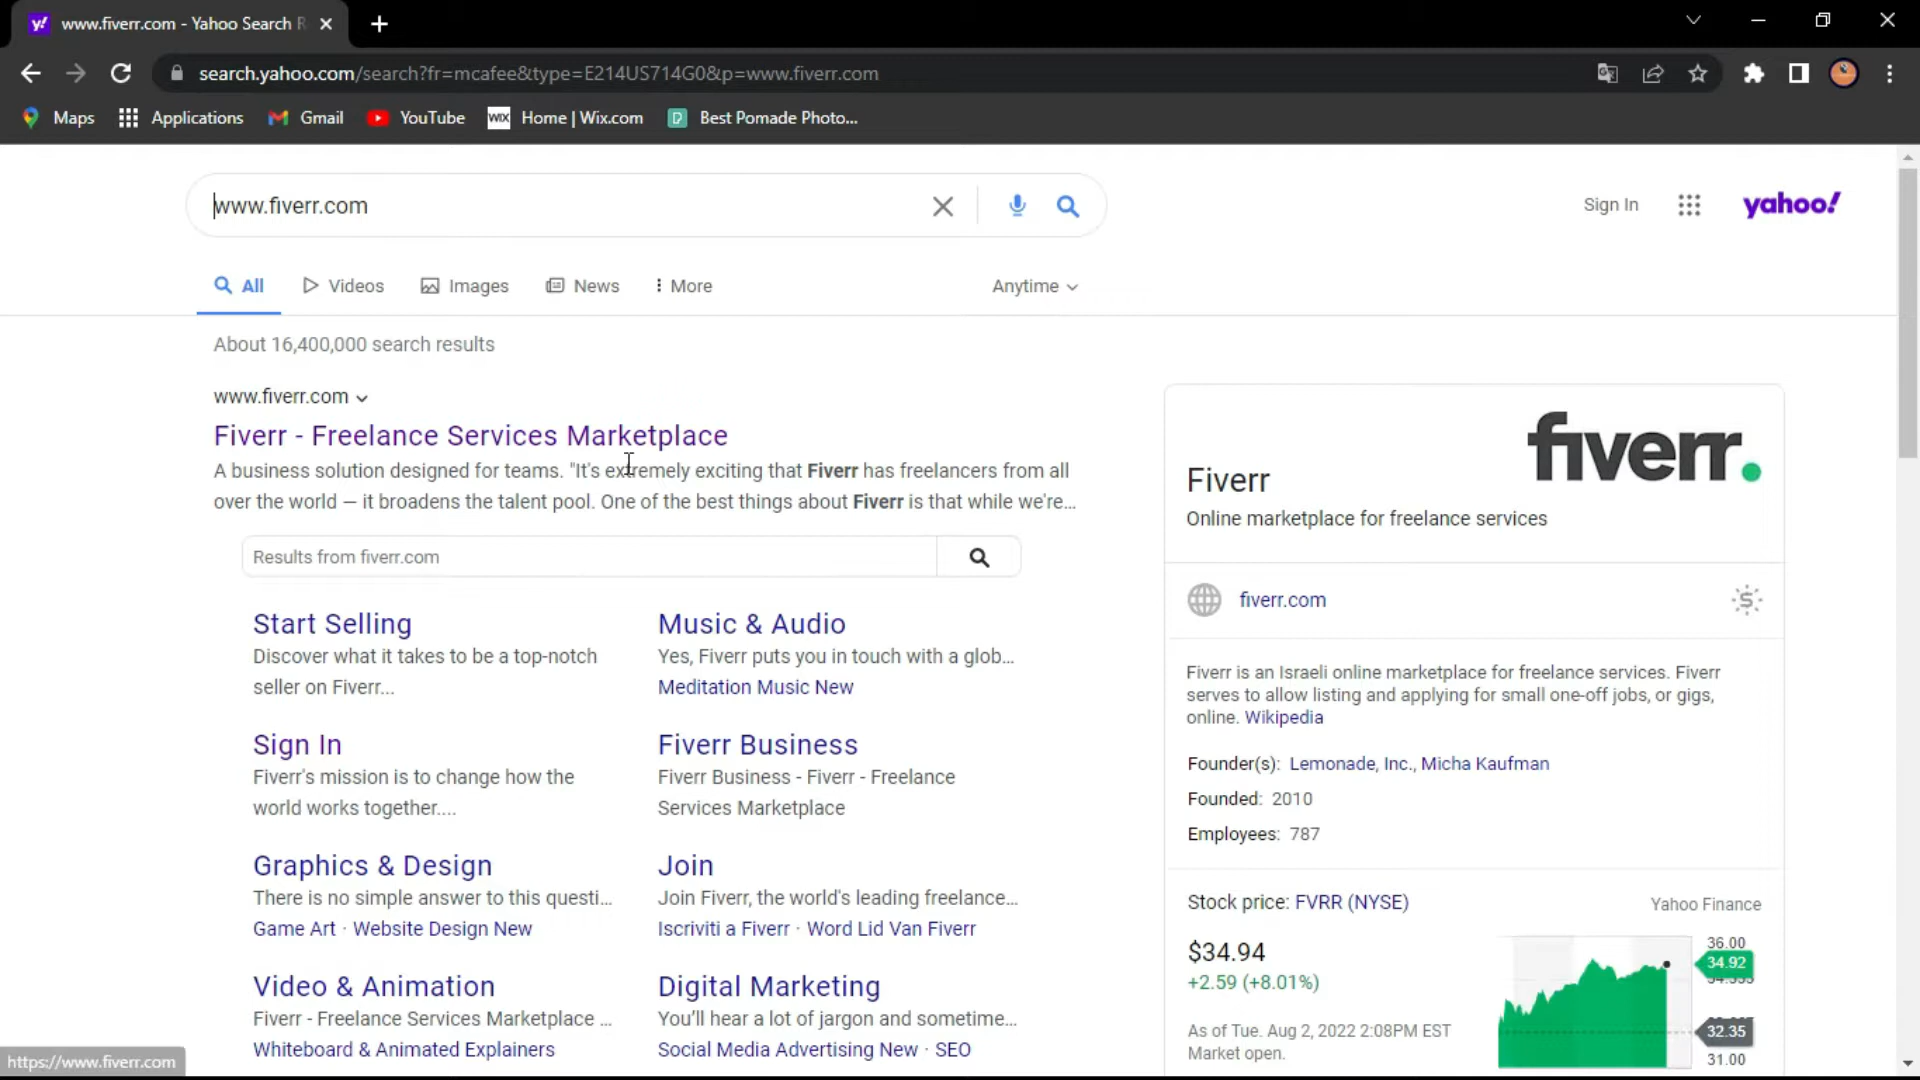 www.fiverr.com - Yahoo Search R
search.yahoo.com/search?fr=mcafee&type=E214US714G0&p=www.fiverr.com
Maps Applications Gmail YouTube WIX Home | Wix.com Best Pomade Photo...
www.fiverr.com
Sign In
yahoo!
All Videos Images News More Anytime
About 16,400,000 search results
www.fiverr.com
Fiverr - Freelance Services Marketplace
A business solution designed for teams. "It's extremely exciting that Fiverr has freelancers from all
over the world — it broadens the talent pool. One of the best things about Fiverr is that while we're...
Results from fiverr.com
Start Selling
Discover what it takes to be a top-notch
seller on Fiverr...
Music & Audio
Yes, Fiverr puts you in touch with a glob...
Meditation Music New
Sign In
Fiverr's mission is to change how the
world works together....
Fiverr Business
Fiverr Business - Fiverr - Freelance
Services Marketplace
Graphics & Design
There is no simple answer to this questi...
Game Art · Website Design New
Join
Join Fiverr, the world's leading freelance...
Iscriviti a Fiverr · Word Lid Van Fiverr
Video & Animation
Fiverr - Freelance Services Marketplace ...
Whiteboard & Animated Explainers
Digital Marketing
You'll hear a lot of jargon and sometime...
Social Media Advertising New · SEO
fiverr.
Fiverr
Online marketplace for freelance services
fiverr.com
Fiverr is an Israeli online marketplace for freelance services. Fiverr
serves to allow listing and applying for small one-off jobs, or gigs,
online. Wikipedia
Founder(s): Lemonade, Inc., Micha Kaufman
Founded: 2010
Employees: 787
Stock price: FVRR (NYSE)
Yahoo Finance
$34.94
+2.59 (+8.01%)
As of Tue. Aug 2, 2022 2:08PM EST
Market open.
36.00
34.92
32.35
31.00
https://www.fiverr.com